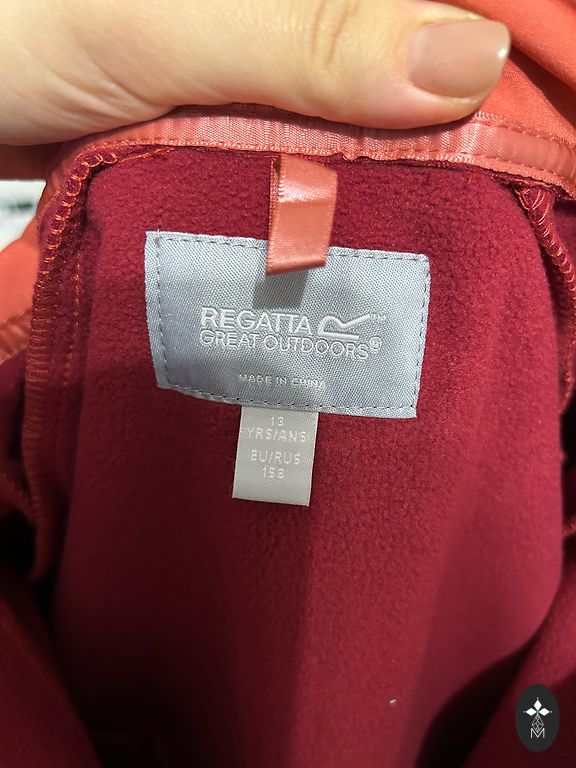 REGATTA
GREAT OUTDOORS®
MADE IN CHINA
13
YRS/ANS
EU/RUS
158
M